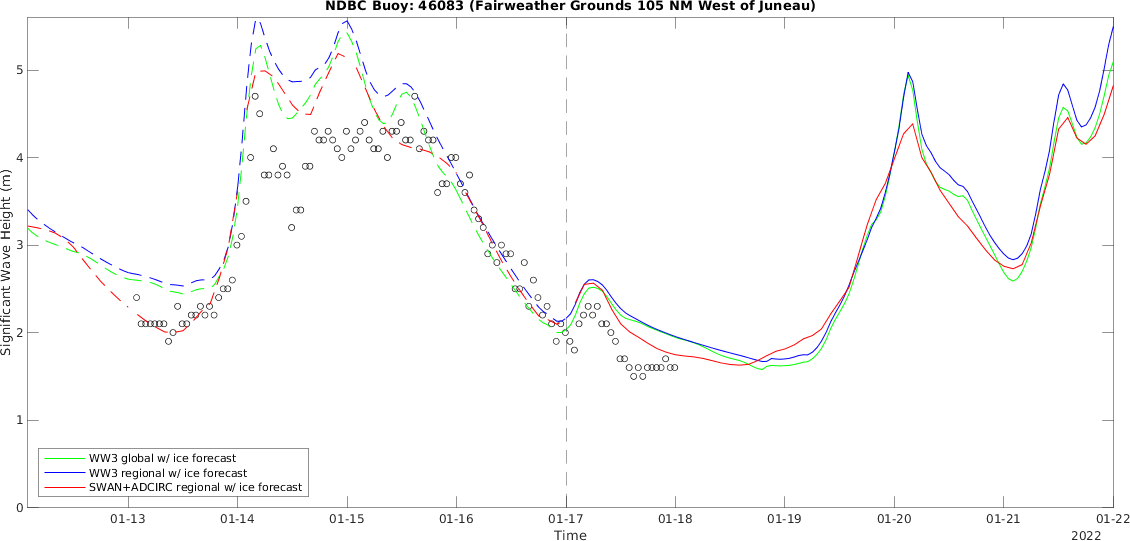 NDBC Buoy: 46083 (Fairweather Grounds 105 NM West of Juneau)
Significant Wave Height (m)
5
4
3
2
1
0
WW3 global w/ ice forecast
WW3 regional w/ ice forecast
SWAN+ADCIRC regional w/ ice forecast
01-13 01-14 01-15 01-16 01-17 01-18 01-19 01-20 01-21 01-22
Time
2022